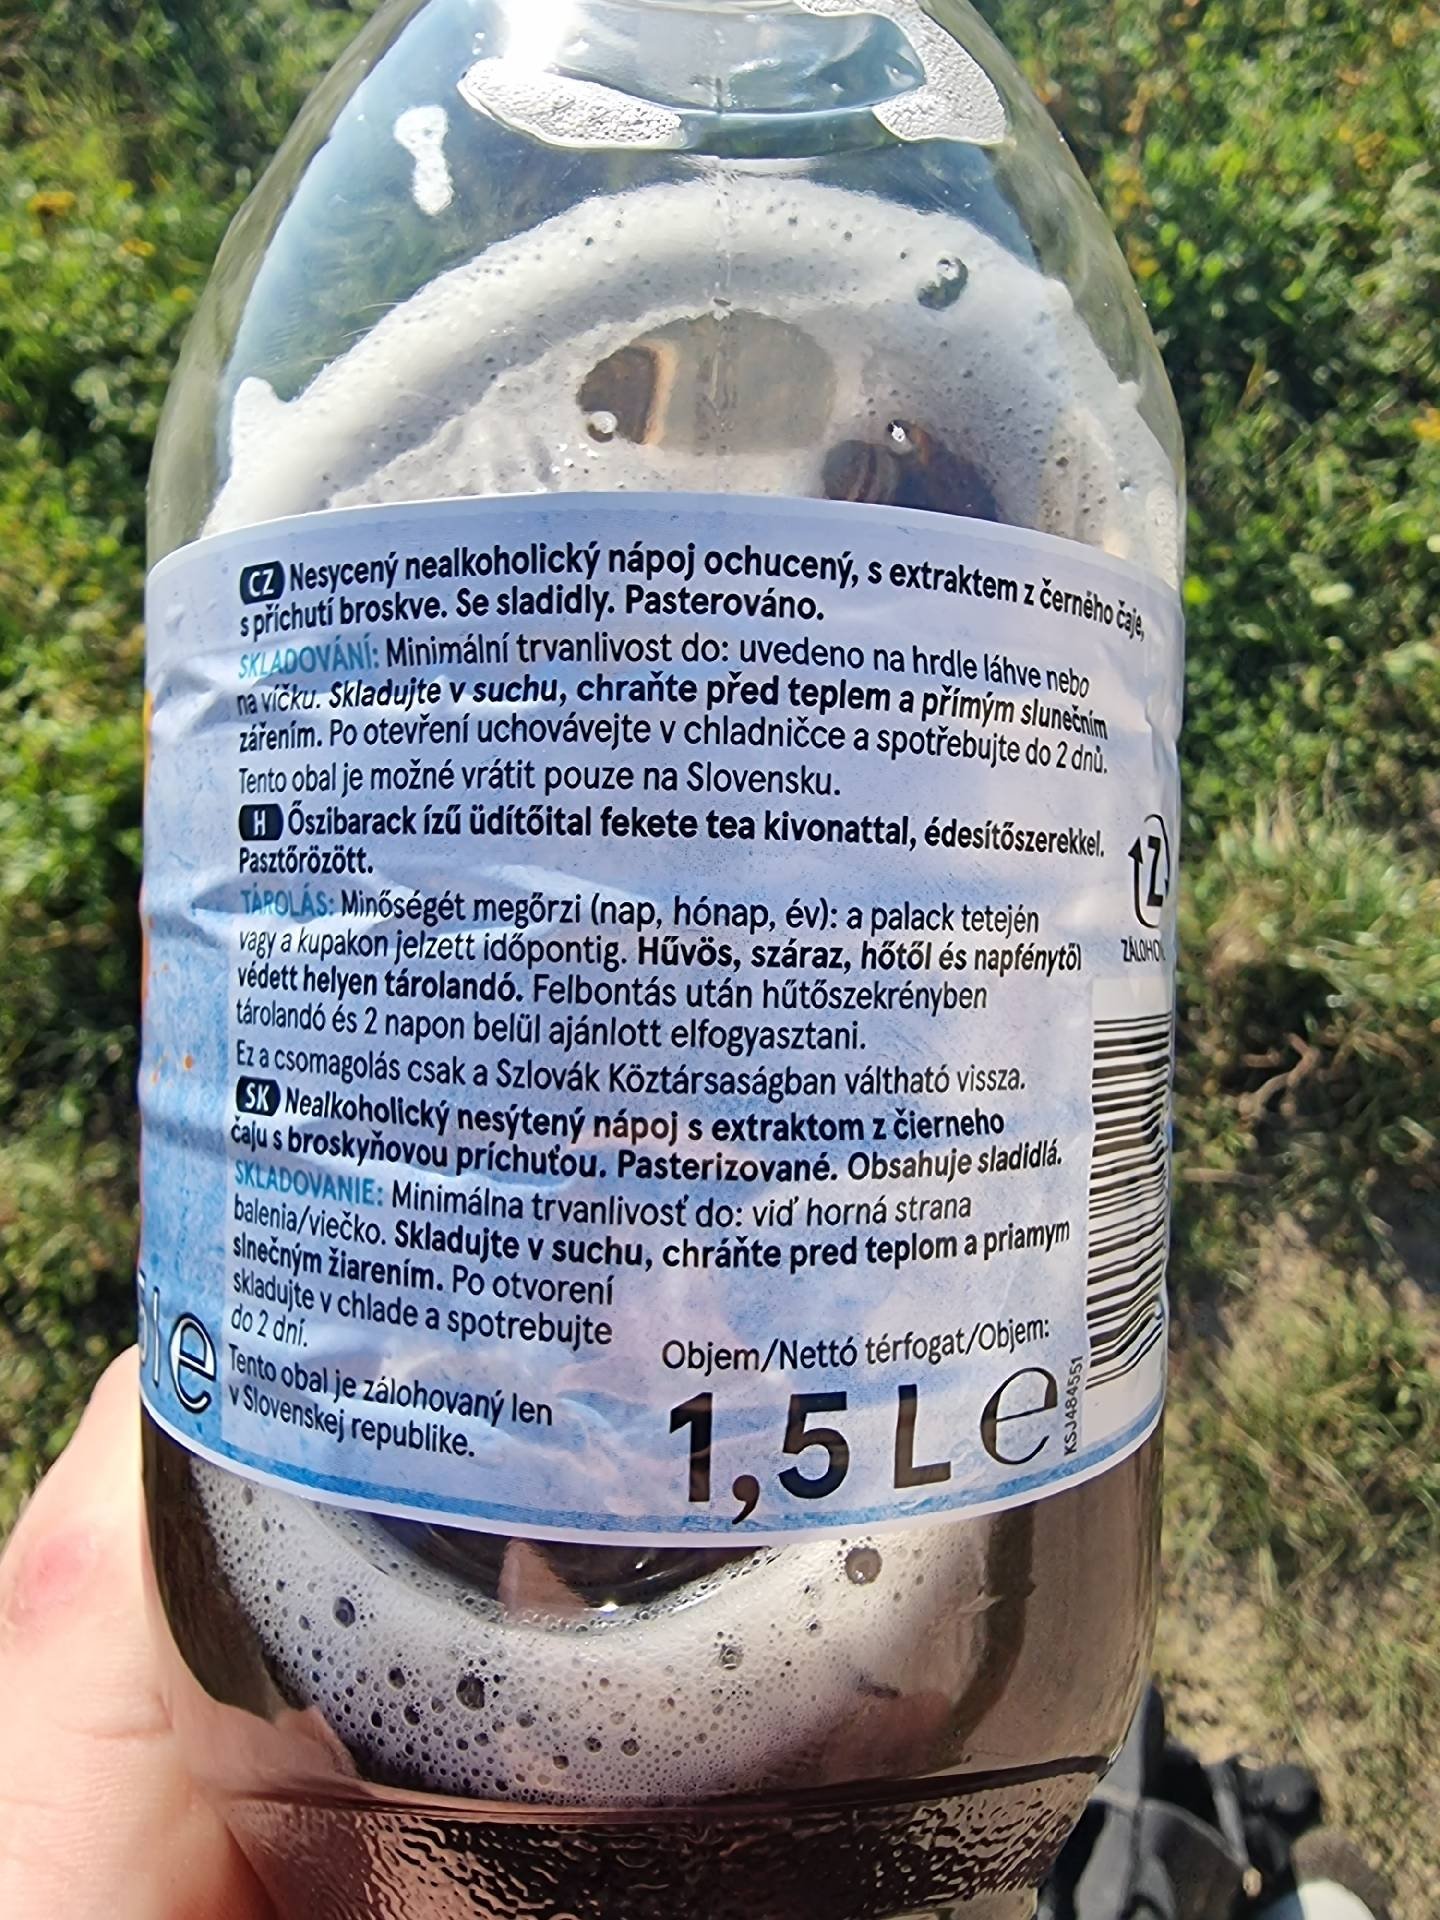 CZ Nesycený nealkoholický nápoj ochucený, s extraktem z černého čaje,
s příchutí broskve. Se sladidly. Pasterováno.
SKLADOVÁNÍ: Minimální trvanlivost do: uvedeno na hrdle láhve nebo
na víčku. Skladujte v suchu, chraňte před teplem a přímým slunečním
zářením. Po otevření uchovávejte v chladničce a spotřebujte do 2 dnů.
Tento obal je možné vrátit pouze na Slovensku.
H Őszibarack ízű üdítőital fekete tea kivonattal, édesítőszerekkel.
Pasztőrözött.
TÁROLÁS: Minőségét megőrzi (nap, hónap, év): a palack tetején
vagy a kupakon jelzett időpontig. Hűvös, száraz, hőtől és napfénytől
védett helyen tárolandó. Felbontás után hűtőszekrényben
tárolandó és 2 napon belül ajánlott elfogyasztani.
Ez a csomagolás csak a Szlovák Köztársaságban váltható vissza.
SK Nealkoholický nesýtený nápoj s extraktom z čierneho
čaju s broskyňovou príchuťou. Pasterizované. Obsahuje sladidlá.
SKLADOVANIE: Minimálna trvanlivosť do: viď horná strana
balenia/viečko. Skladujte v suchu, chráňte pred teplom a priamym
slnečným žiarením. Po otvorení
skladujte v chlade a spotrebujte
do 2 dní.
Tento obal je zálohovaný len
v Slovenskej republike.
Objem/Nettó térfogat/Objem:
1,5 L e
KSJ484551
Z
l e